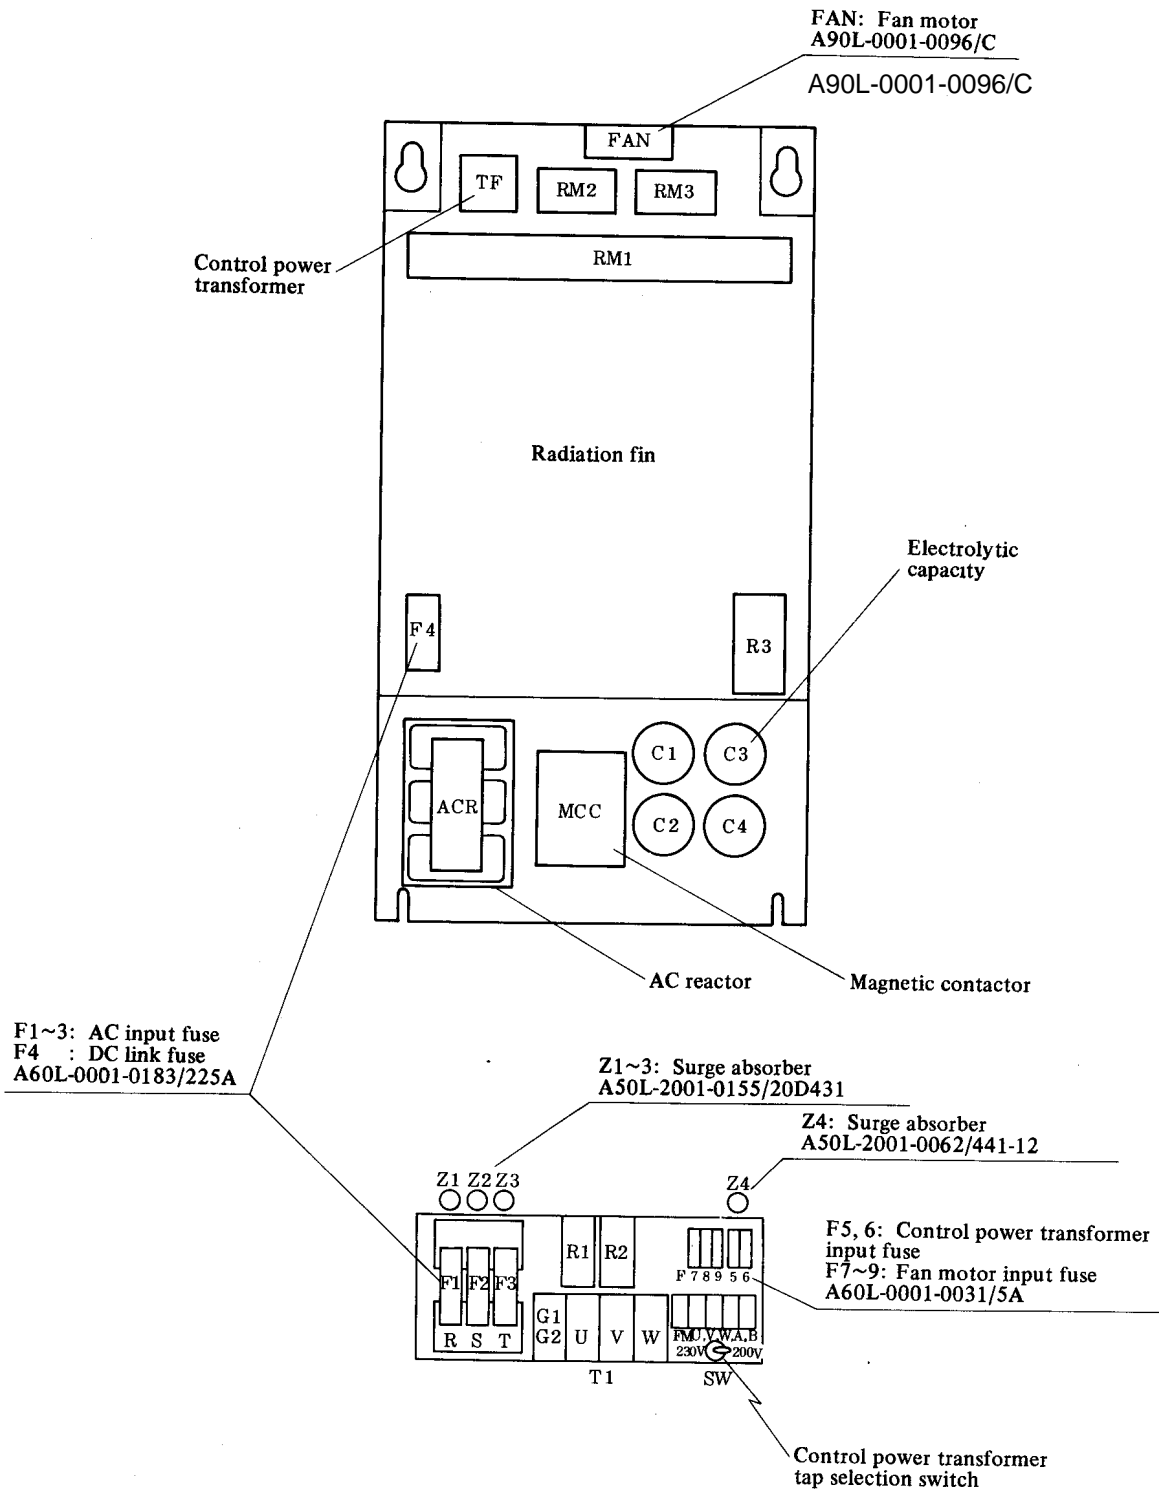 FAN: Fan motor
A90L-0001-0096/C
A90L-0001-0096/C
FAN
TF
RM2
RM3
Control power
transformer
RM1
Radiation fin
Electrolytic
capacity
F4
R3
C1
C3
ACR
MCC
C2
C4
AC reactor
Magnetic contactor
F1~3: AC input fuse
F4 : DC link fuse
A60L-0001-0183/225A
Z1~3: Surge absorber
A50L-2001-0155/20D431
Z4: Surge absorber
A50L-2001-0062/441-12
Z1 Z2 Z3
Z4
F5, 6: Control power transformer
input fuse
F7~9: Fan motor input fuse
A60L-0001-0031/5A
R1 R2
F 7 8 9 5 6
F1 F2 F3
G1
G2 U V W
R S T
FMU,V,W,A,B
230V 200V
T1
SW
Control power transformer
tap selection switch